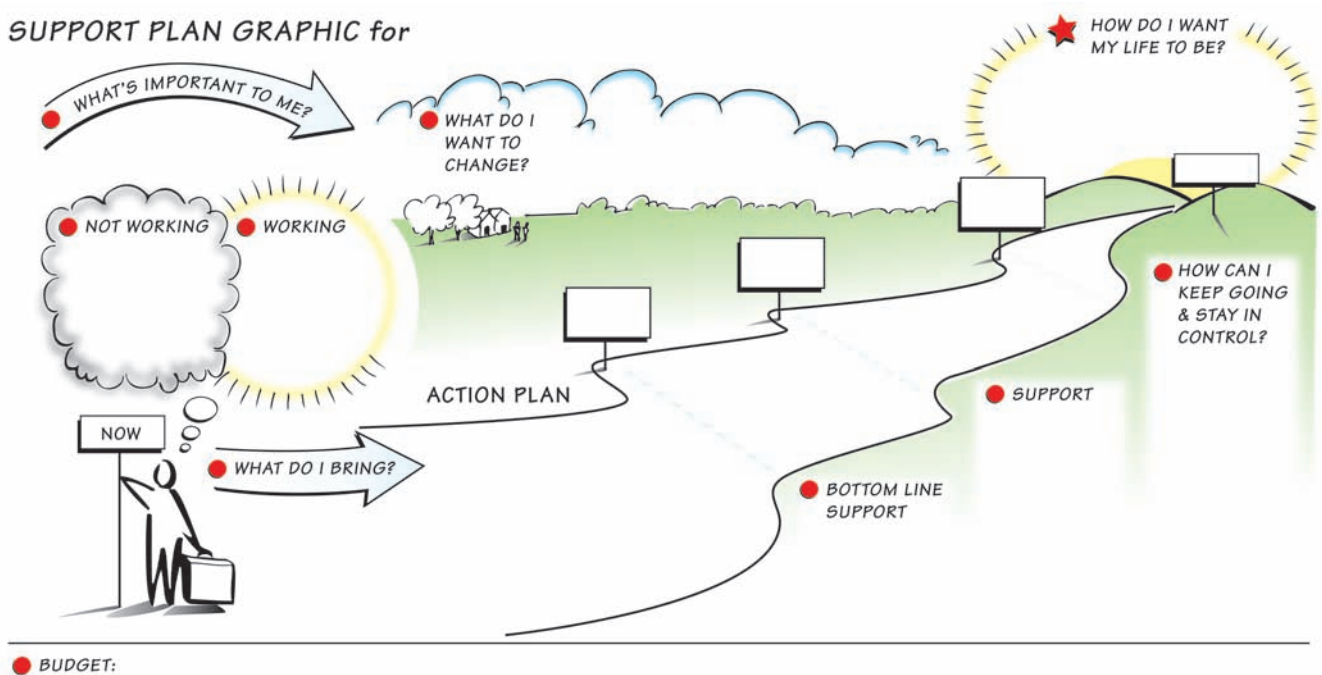 SUPPORT PLAN GRAPHIC for
HOW DO I WANT
MY LIFE TO BE?
WHAT'S IMPORTANT TO ME?
WHAT DO I
WANT TO
CHANGE?
NOT WORKING
WORKING
HOW CAN I
KEEP GOING
& STAY IN
CONTROL?
ACTION PLAN
SUPPORT
NOW
WHAT DO I BRING?
BOTTOM LINE
SUPPORT
BUDGET: